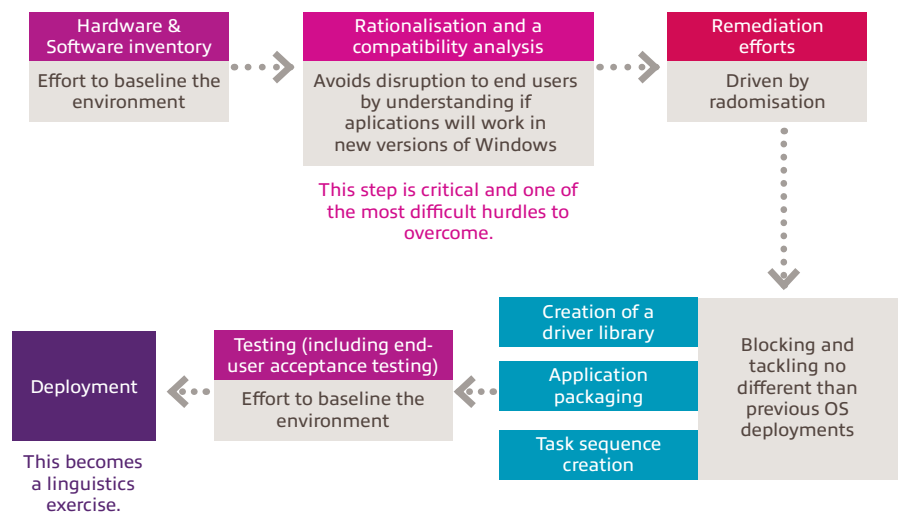 Hardware &
Software inventory
Effort to baseline the
environment
Rationalisation and a
compatibility analysis
Avoids disruption to end users
by understanding if
aplications will work in
new versions of Windows
This step is critical and one of
the most difficult hurdles to
overcome.
Remediation
efforts
Driven by
radomisation
Creation of a
driver library
Application
packaging
Task sequence
creation
Blocking and
tackling no
different than
previous OS
deployments
Testing (including end-
user acceptance testing)
Effort to baseline the
environment
Deployment
This becomes
a linguistics
exercise.